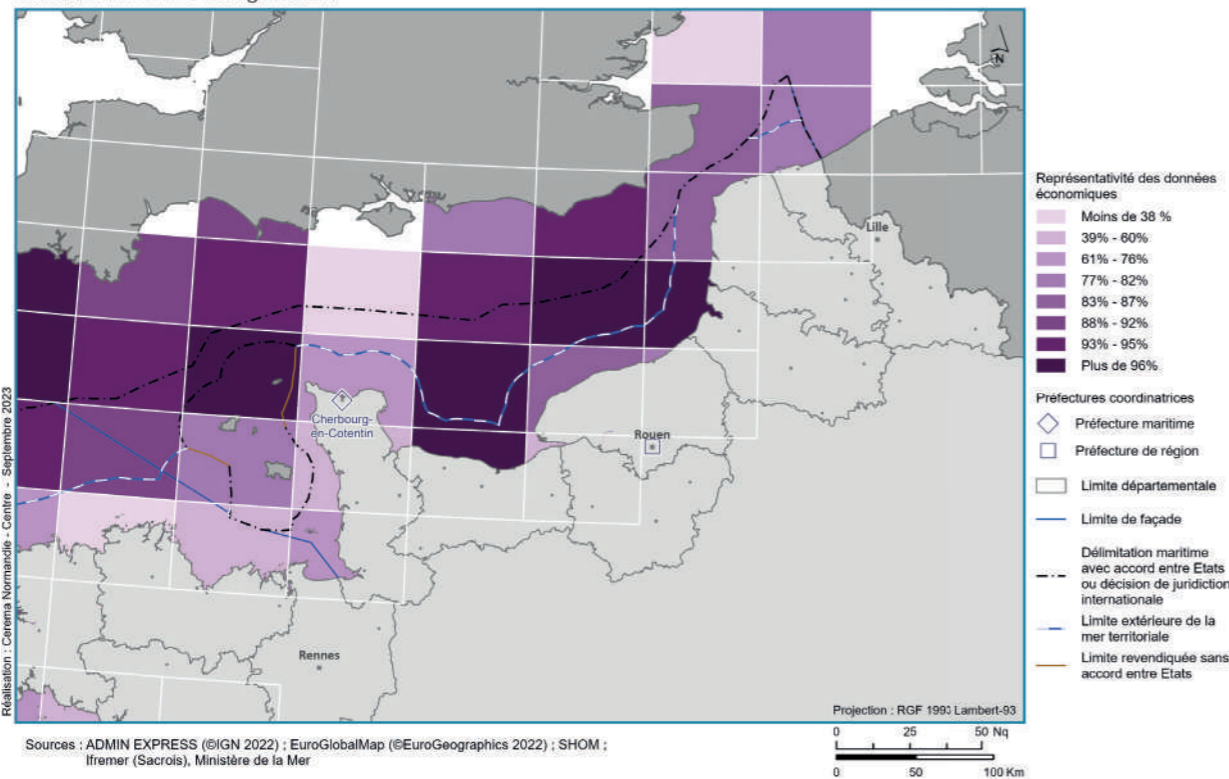 N
Lille
Cherbourg-
en-Cotentin
Rouen
Rennes
Projection : RGF 1993 Lambert-93
Réalisation : Cerema Normandie - Centre - Septembre 2023
Représentativité des données
économiques
Moins de 38 %
39% - 60%
61% - 76%
77% - 82%
83% - 87%
88% - 92%
93% - 95%
Plus de 96%
Préfectures coordinatrices
Préfecture maritime
Préfecture de région
Limite départementale
Limite de façade
Délimitation maritime
avec accord entre Etats
ou décision de juridiction
internationale
Limite extérieure de la
mer territoriale
Limite revendiquée sans
accord entre Etats
Sources : ADMIN EXPRESS (©IGN 2022) ; EuroGlobalMap (©EuroGeographics 2022) ; SHOM ;
Ifremer (Sacrois), Ministère de la Mer
0 25 50 Nq
0 50 100 Km